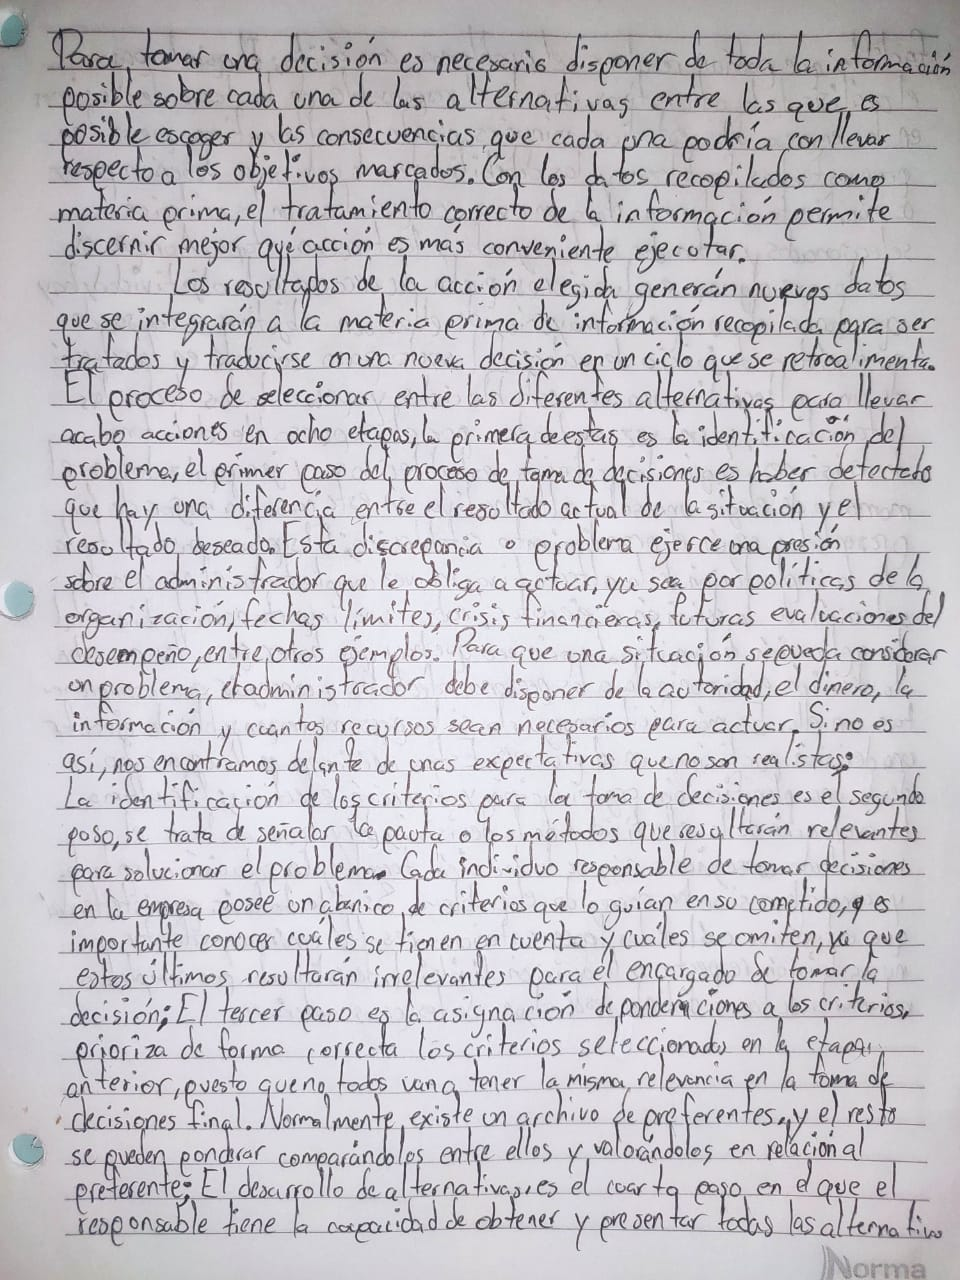 Para tomar una decisión es necesario disponer de toda la información
posible sobre cada una de las alternativas entre las que es
posible escoger y las consecuencias que cada una podría conllevar
respecto a los objetivos marcados. Con los datos recopilados como
materia prima, el tratamiento correcto de la información permite
discernir mejor qué acción es más conveniente ejecutar.
Los resultados de la acción elegida generán nuevos datos
que se integrarán a la materia prima de información recopilada para ser
tratados y traducirse en una nueva decisión en un ciclo que se retroalimenta.
El proceso de seleccionar entre las diferentes alternativas para llevar
acabo acciones en ocho etapas, la primera de estas es la identificación del
problema, el primer paso del proceso de toma de decisiones es haber detectado
que hay una diferencia entre el resultado actual de la situación y el
resultado deseado. Esta discrepancia o problema ejerce una presión
sobre el administrador que le obliga a actuar, ya sea por políticas de la
organización, fechas límites, crisis financieras, futuras evaluaciones del
desempeño, entre otros ejemplos. Para que una situación se pueda considerar
un problema, el administrador debe disponer de la autoridad, el dinero, la
información y cuantos recursos sean necesarios para actuar. Si no es
así, nos encontramos delante de unas expectativas que no son realistas;
La identificación de los criterios para la toma de decisiones es el segundo
paso, se trata de señalar la pauta o los métodos que resultarán relevantes
para solucionar el problema. Cada individuo responsable de tomar decisiones
en la empresa posee un abanico de criterios que lo guían en su cometido, y es
importante conocer cuáles se tienen en cuenta y cuáles se omiten, ya que
estos últimos resultarán irrelevantes para el encargado de tomar la
decisión; El tercer paso es la asignación de ponderaciones a los criterios,
prioriza de forma correcta los criterios seleccionados en la etapa
anterior, puesto que no todos van a tener la misma relevancia en la toma de
decisiones final. Normalmente existe un archivo de preferentes, y el resto
se pueden ponderar comparándolos entre ellos y valorándolos en relación al
preferente; El desarrollo de alternativas, es el cuarto paso en el que el
responsable tiene la capacidad de obtener y presentar todas las alternativas
Norma